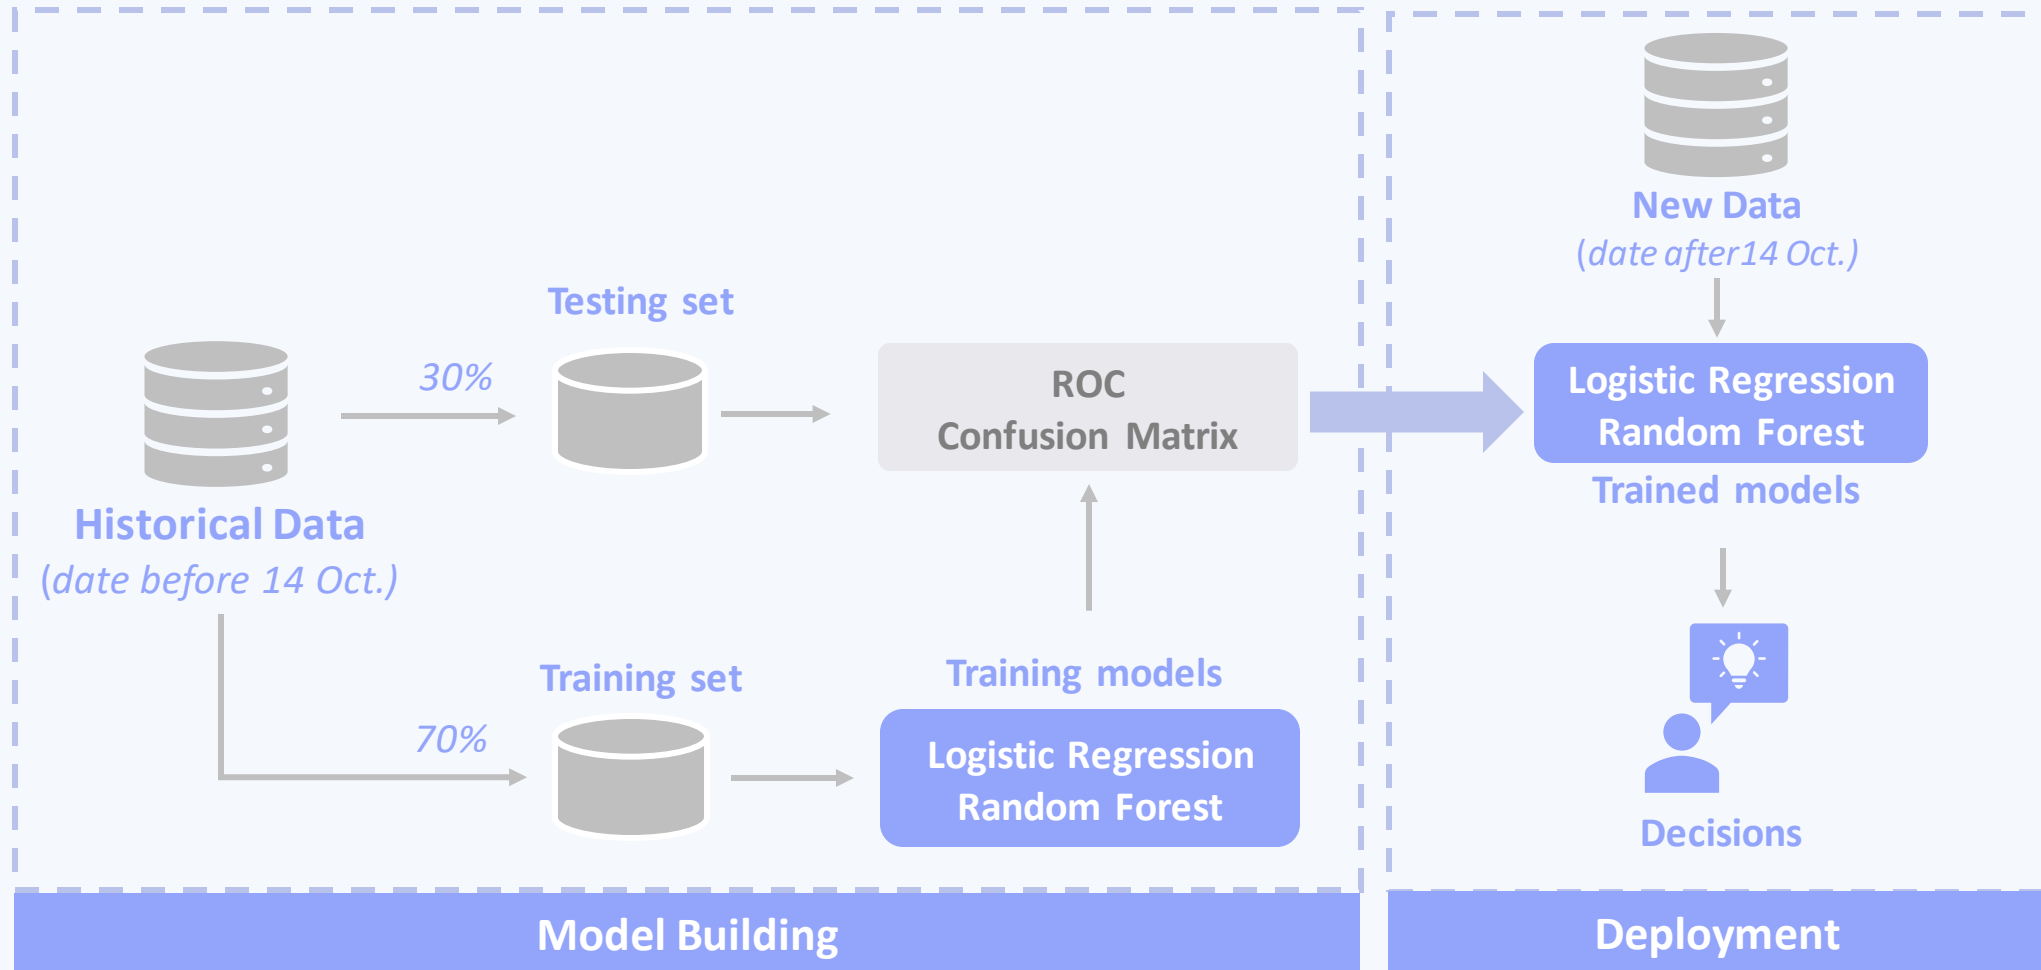 Historical Data
(date before 14 Oct.)
30%
Testing set
70%
Training set
ROC
Confusion Matrix
Training models
Logistic Regression
Random Forest
Model Building
New Data
(date after14 Oct.)
Logistic Regression
Random Forest
Trained models
Decisions
Deployment